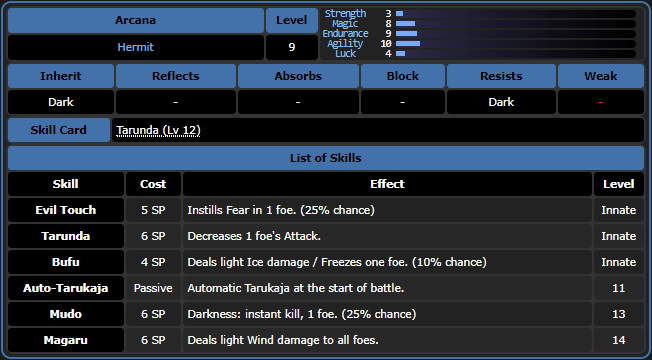 Arcana Level
Hermit 9
Strength 3
Magic 8
Endurance 9
Agility 10
Luck 4
Inherit Reflects Absorbs Block Resists Weak
Dark - - - Dark -
Skill Card Tarunda (Lv 12)
List of Skills
Skill Cost Effect Level
Evil Touch 5 SP Instills Fear in 1 foe. (25% chance) Innate
Tarunda 6 SP Decreases 1 foe's Attack. Innate
Bufu 4 SP Deals light Ice damage / Freezes one foe. (10% chance) Innate
Auto-Tarukaja Passive Automatic Tarukaja at the start of battle. 11
Mudo 6 SP Darkness: instant kill, 1 foe. (25% chance) 13
Magaru 6 SP Deals light Wind damage to all foes. 14